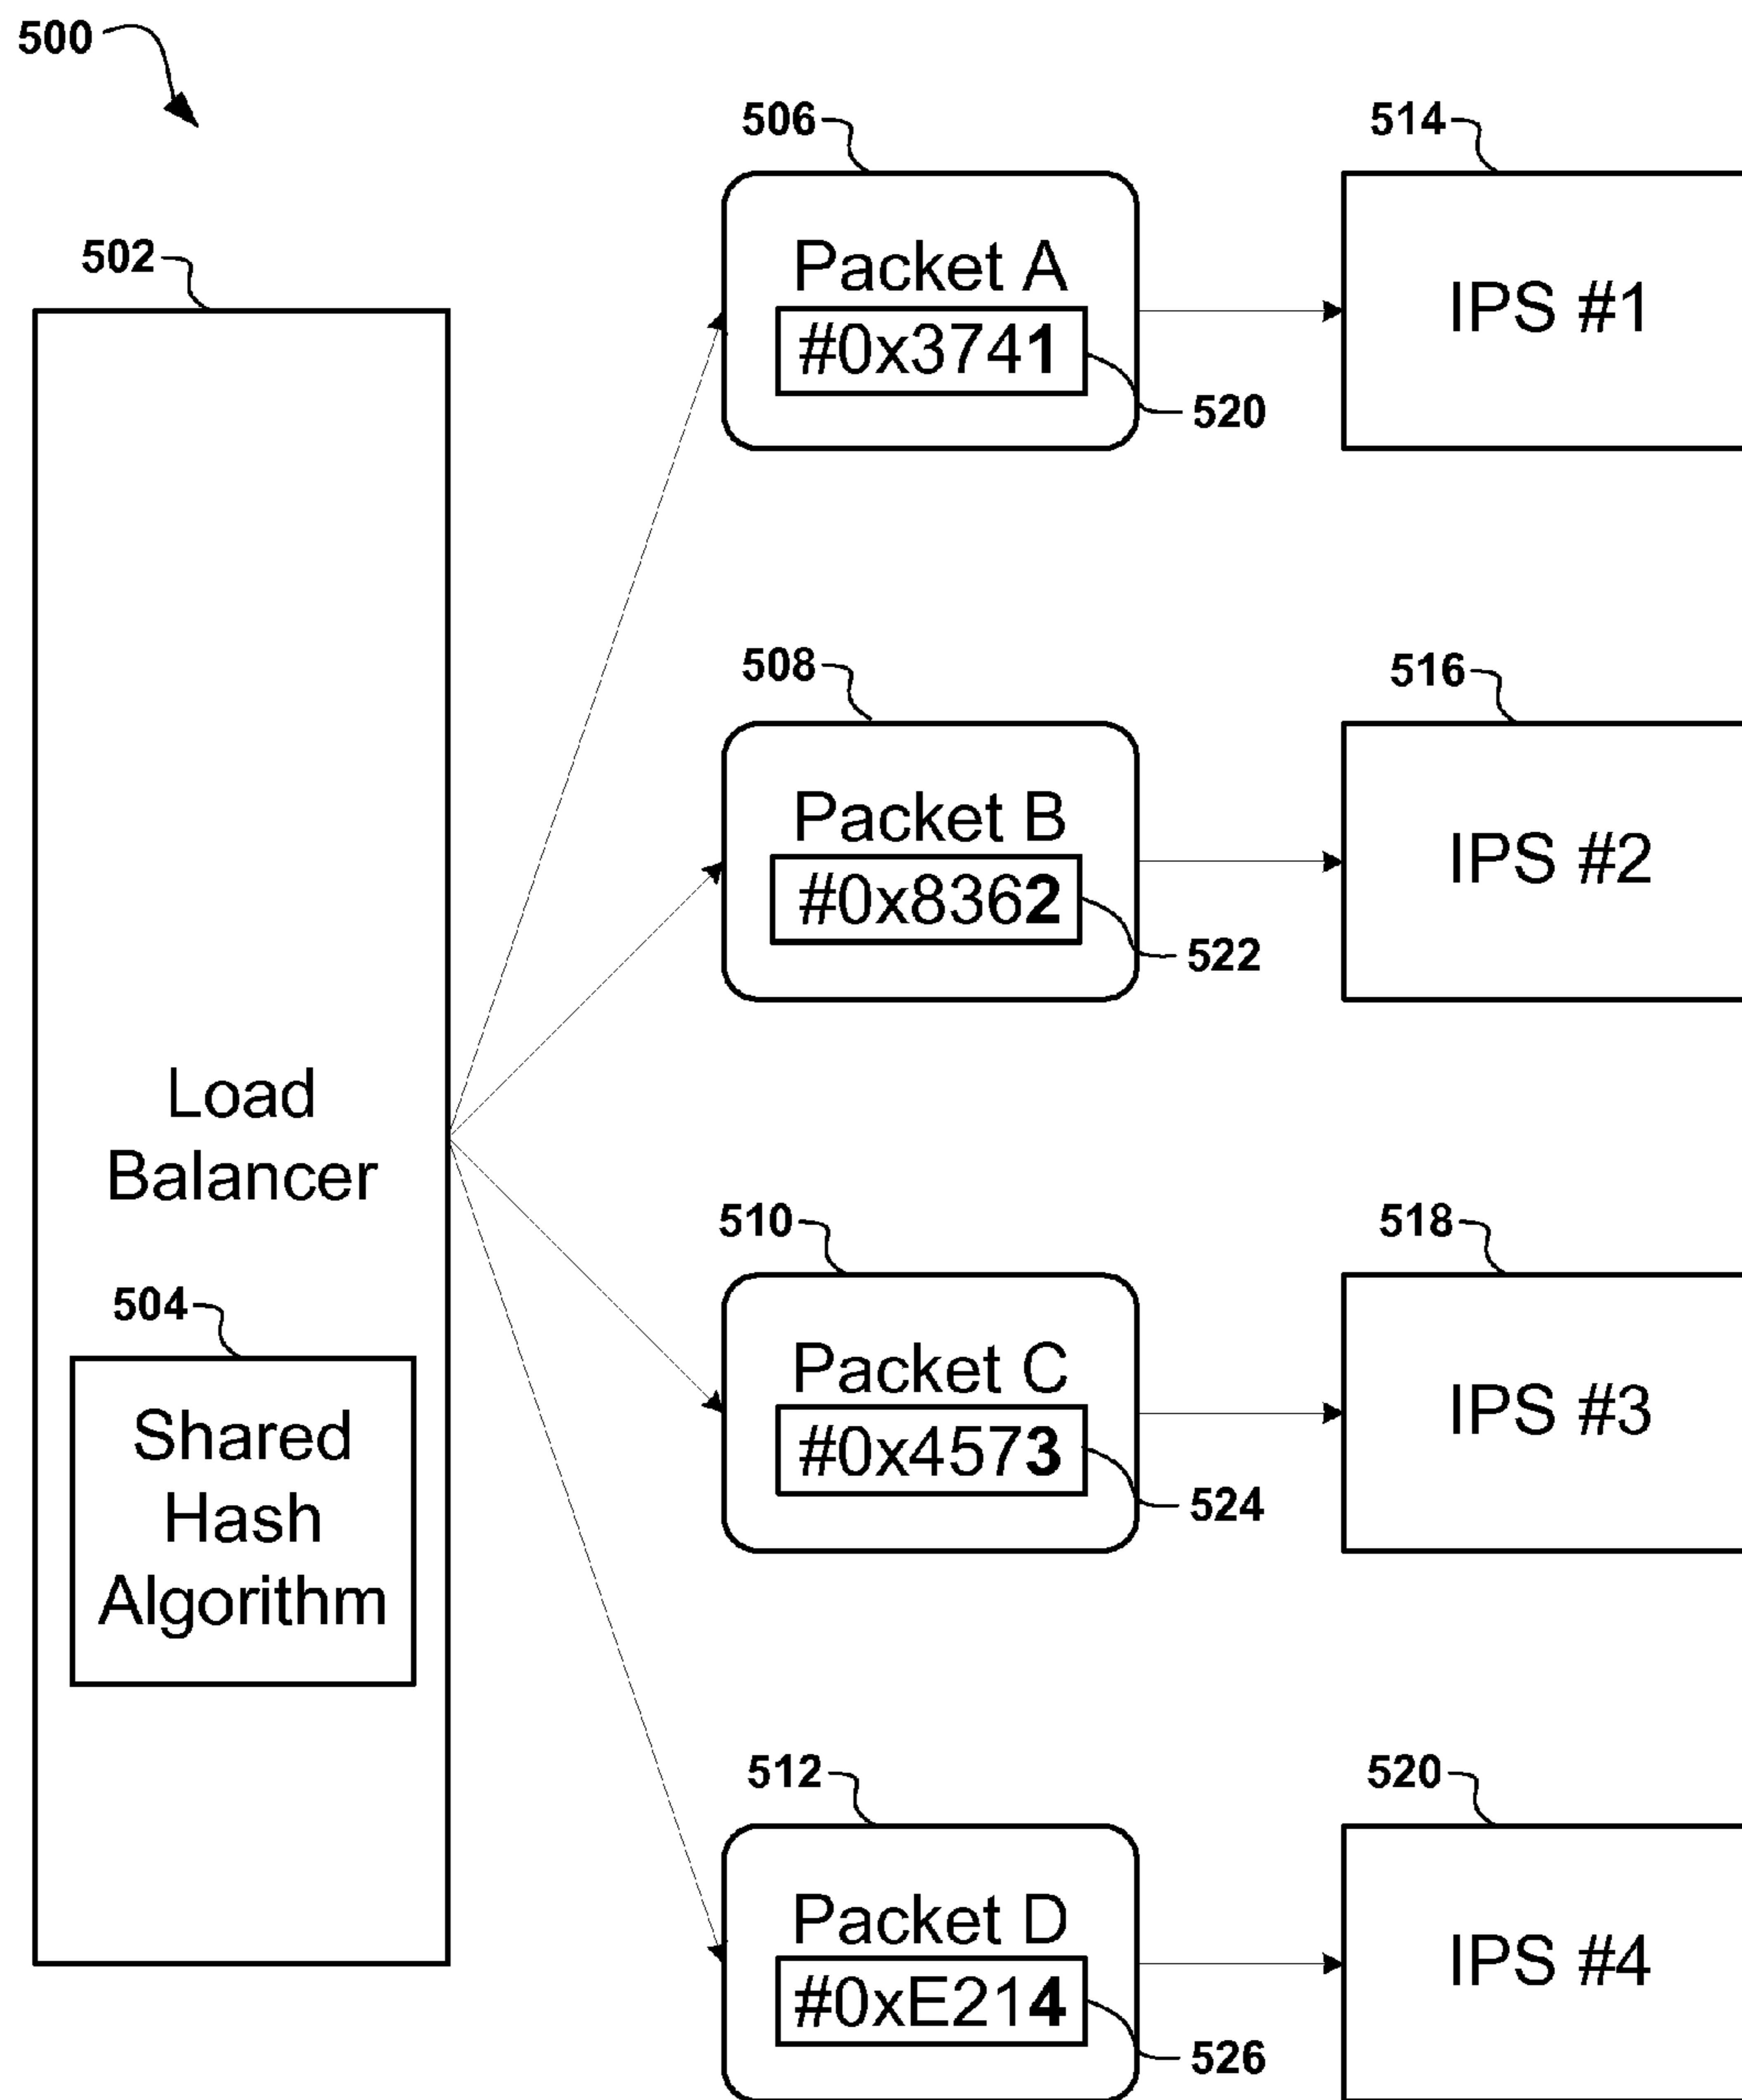 500
502
Load
Balancer
504
Shared
Hash
Algorithm
506
Packet A
#0x3741
520
514
IPS #1
508
Packet B
#0x8362
522
516
IPS #2
510
Packet C
#0x4573
524
518
IPS #3
512
Packet D
#0xE214
526
520
IPS #4